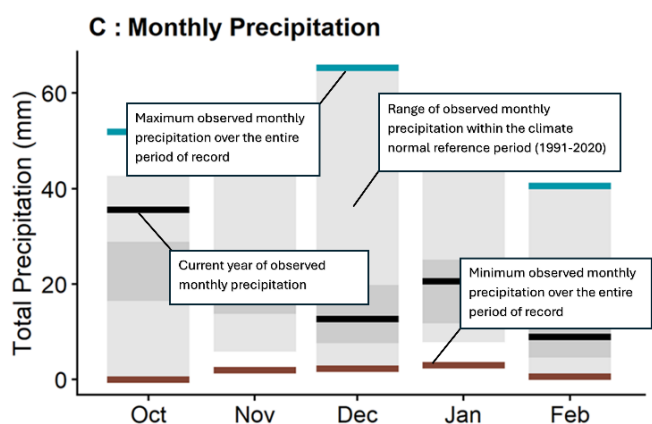 C : Monthly Precipitation
Total Precipitation (mm)
60
40
20
0
Maximum observed monthly
precipitation over the entire
period of record
Range of observed monthly
precipitation within the climate
normal reference period (1991-2020)
Current year of observed
monthly precipitation
Minimum observed monthly
precipitation over the entire
period of record
Oct Nov Dec Jan Feb